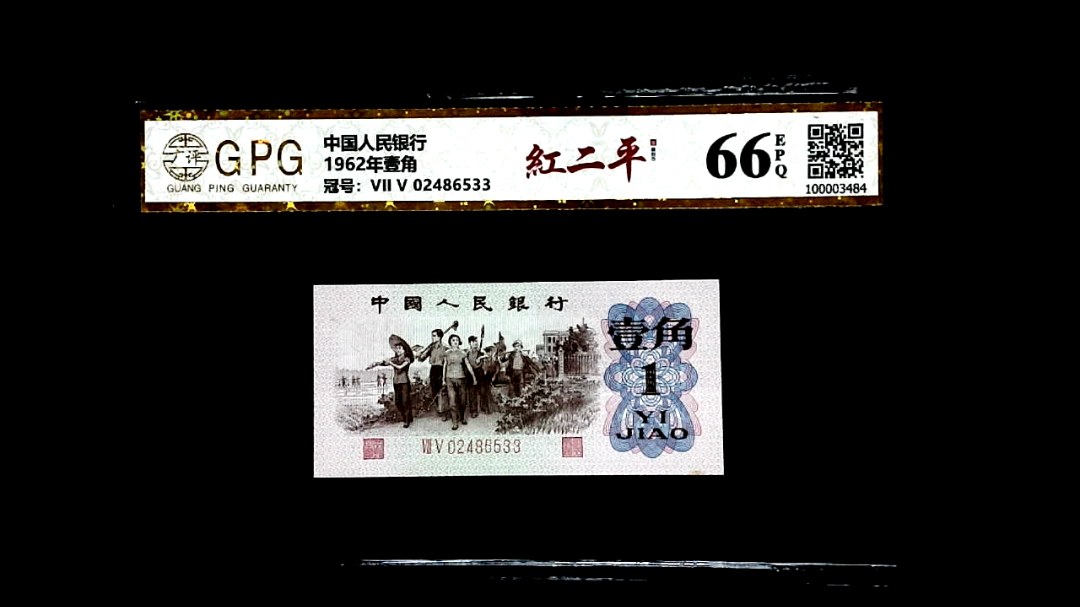 GPG
广评
GUANG PING GUARANTY
中国人民银行
1962年壹角
冠号：VII V 02486533
紅二平
66
EPQ
100003484
中國人民銀行
壹角
1
YI
JIAO
VII V 02486533